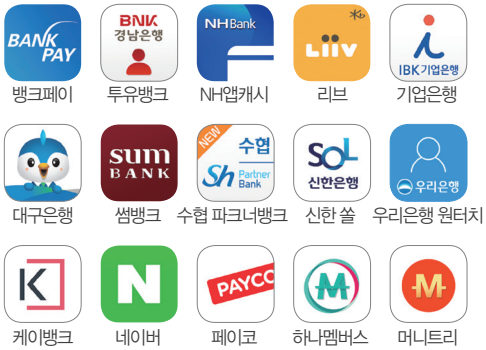 BANK PAY
BNK 경남은행
NHBank
Liiv
IBK기업은행
뱅크페이 투유뱅크 NH앱캐시 리브 기업은행
sum BANK
NEW 수협 Sh Partner Bank
SOL 신한은행
우리은행
대구은행 썸뱅크 수협 파크너뱅크 신한 쏠 우리은행 원터치
K
N
PAYCO
M
M
케이뱅크 네이버 페이코 하나멤버스 머니트리